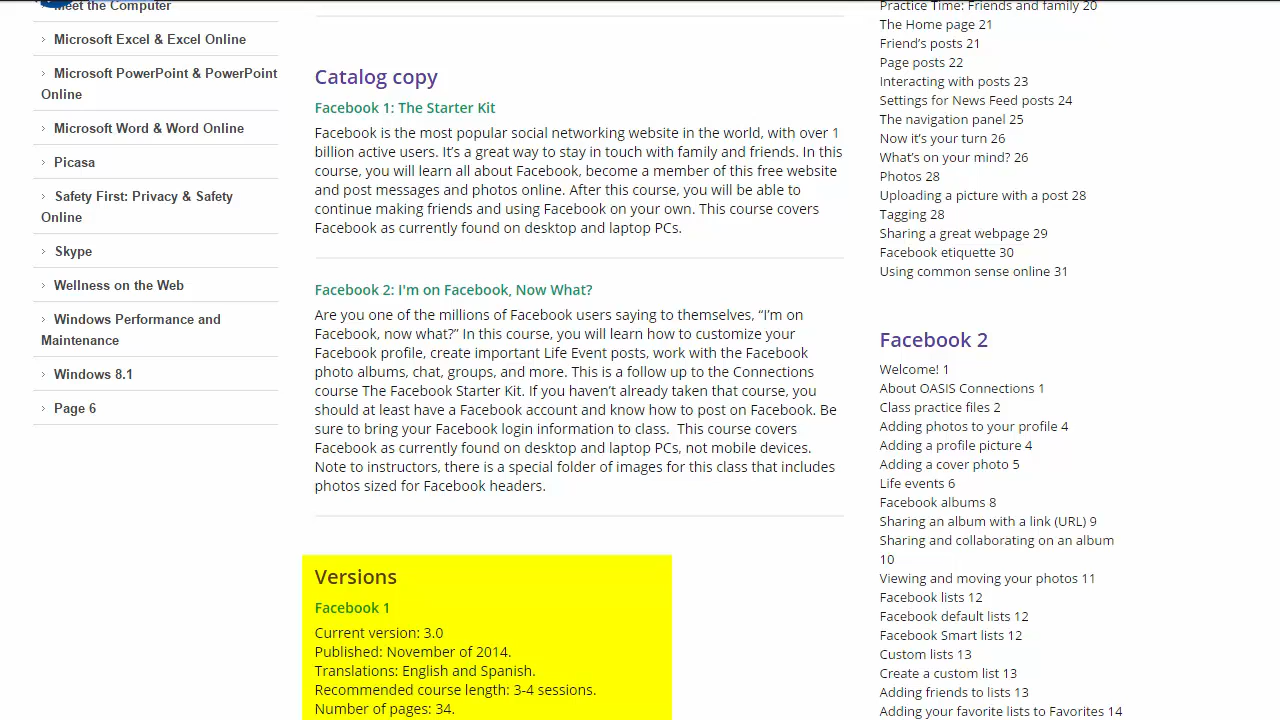 Meet the Computer
Microsoft Excel & Excel Online
Microsoft PowerPoint & PowerPoint
Online
Microsoft Word & Word Online
Picasa
Safety First: Privacy & Safety
Online
Skype
Wellness on the Web
Windows Performance and
Maintenance
Windows 8.1
Page 6
Catalog copy
Facebook 1: The Starter Kit
Facebook is the most popular social networking website in the world, with over 1
billion active users. It’s a great way to stay in touch with family and friends. In this
course, you will learn all about Facebook, become a member of this free website
and post messages and photos online. After this course, you will be able to
continue making friends and using Facebook on your own. This course covers
Facebook as currently found on desktop and laptop PCs.
Facebook 2: I'm on Facebook, Now What?
Are you one of the millions of Facebook users saying to themselves, “I’m on
Facebook, now what?” In this course, you will learn how to customize your
Facebook profile, create important Life Event posts, work with the Facebook
photo albums, chat, groups, and more. This is a follow up to the Connections
course The Facebook Starter Kit. If you haven’t already taken that course, you
should at least have a Facebook account and know how to post on Facebook. Be
sure to bring your Facebook login information to class.  This course covers
Facebook as currently found on desktop and laptop PCs, not mobile devices.
Note to instructors, there is a special folder of images for this class that includes
photos sized for Facebook headers.
Versions
Facebook 1
Current version: 3.0
Published: November of 2014.
Translations: English and Spanish.
Recommended course length: 3-4 sessions.
Number of pages: 34.
Practice Time: Friends and family 20
The Home page 21
Friend’s posts 21
Page posts 22
Interacting with posts 23
Settings for News Feed posts 24
The navigation panel 25
Now it’s your turn 26
What’s on your mind? 26
Photos 28
Uploading a picture with a post 28
Tagging 28
Sharing a great webpage 29
Facebook etiquette 30
Using common sense online 31
Facebook 2
Welcome! 1
About OASIS Connections 1
Class practice files 2
Adding photos to your profile 4
Adding a profile picture 4
Adding a cover photo 5
Life events 6
Facebook albums 8
Sharing an album with a link (URL) 9
Sharing and collaborating on an album
10
Viewing and moving your photos 11
Facebook lists 12
Facebook default lists 12
Facebook Smart lists 12
Custom lists 13
Create a custom list 13
Adding friends to lists 13
Adding your favorite lists to Favorites 14